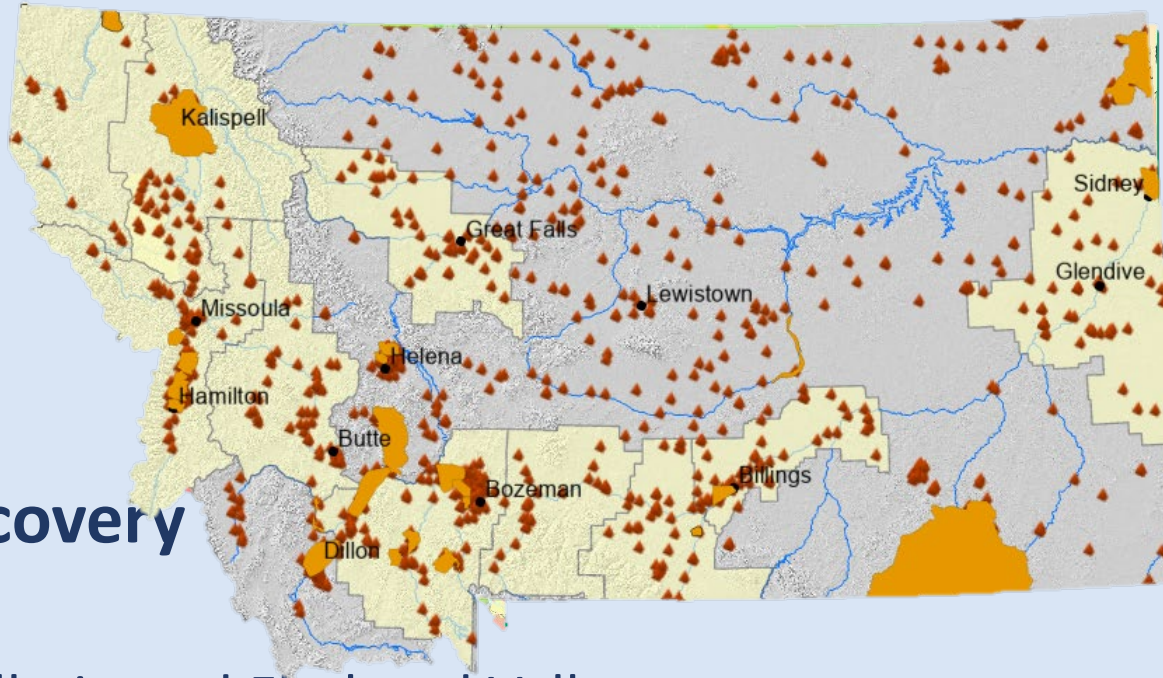 Kalispell
Sidney
Great Falls
Glendive
Lewistown
Missoula
Helena
Hamilton
Butte
Billings
Bozeman
covery
Dillon